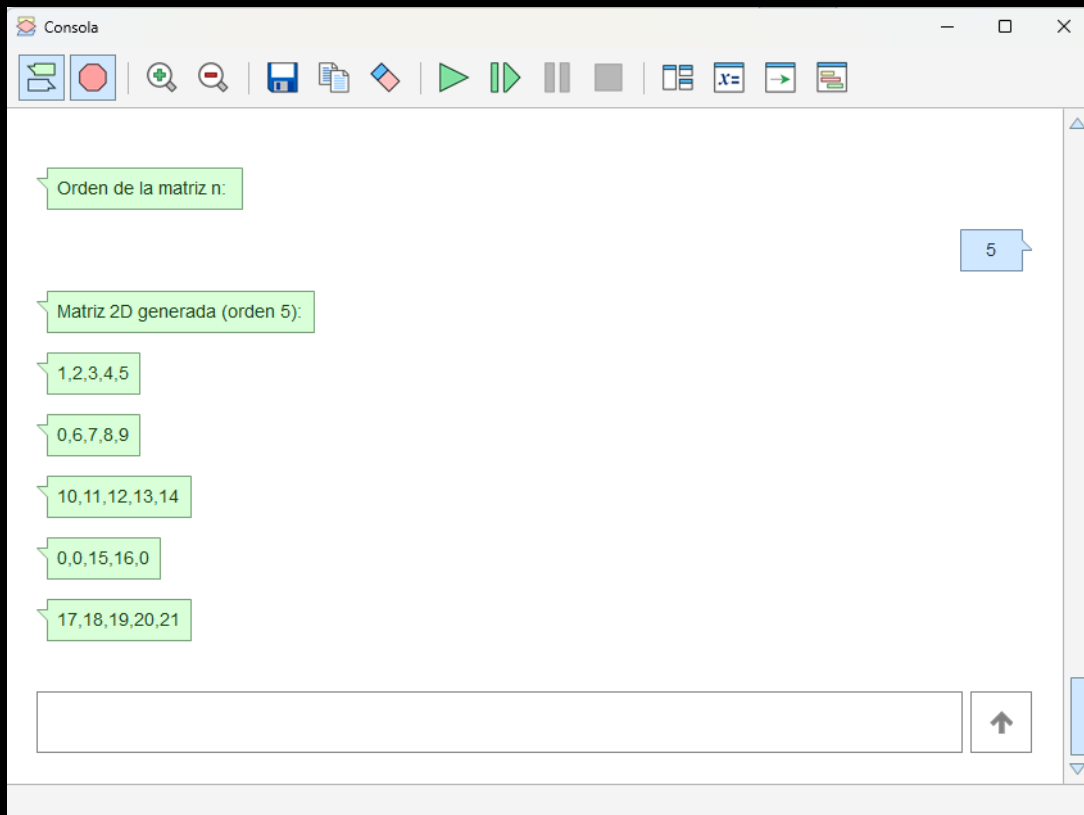 Consola
x=
Orden de la matriz n:
5
Matriz 2D generada (orden 5):
1,2,3,4,5
0,6,7,8,9
10,11,12,13,14
0,0,15,16,0
17,18,19,20,21